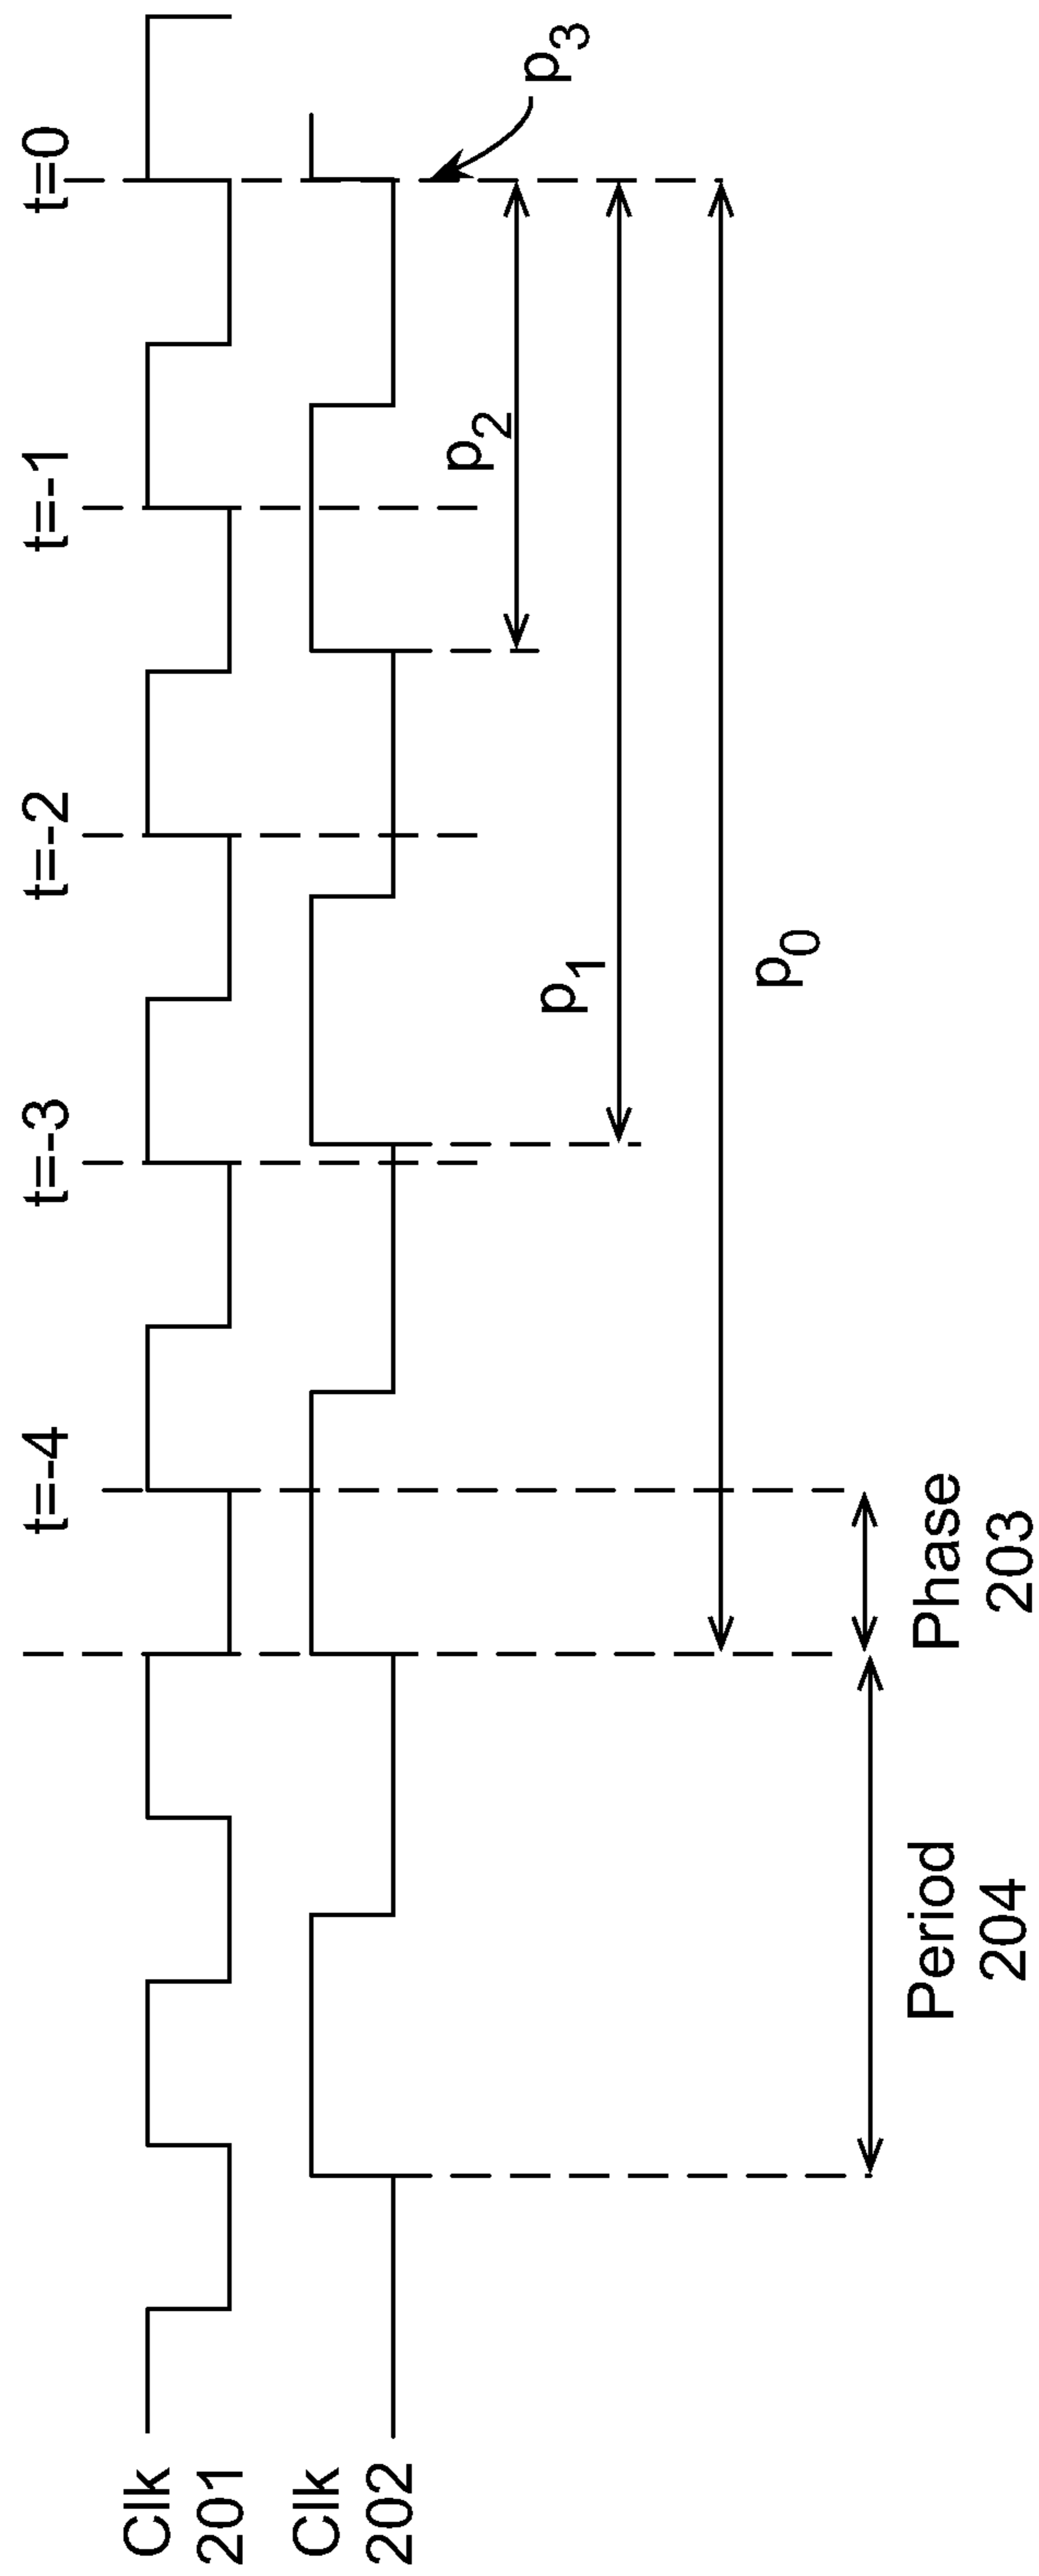 t=-4
t=-3
t=-2
t=-1
t=0
Clk
201
Clk
202
p3
p2
p1
p0
Phase
203
Period
204